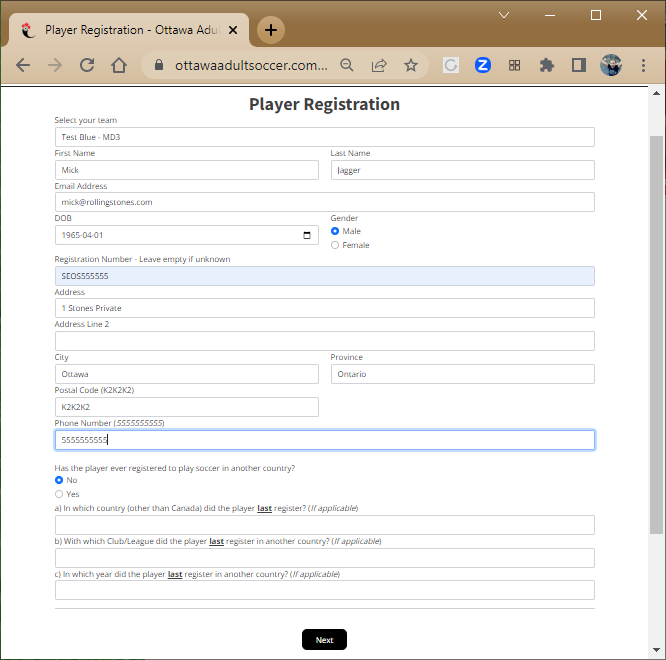 Player Registration - Ottawa Adul
ottawaadultsoccer.com...
Player Registration
Select your team
Test Blue - MD3
First Name Last Name
Mick Jagger
Email Address
mick@rollingstones.com
DOB Gender
1965-04-01 Male
Female
Registration Number - Leave empty if unknown
SEOS555555
Address
1 Stones Private
Address Line 2
City Province
Ottawa Ontario
Postal Code (K2K2K2)
K2K2K2
Phone Number (5555555555)
5555555555
Has the player ever registered to play soccer in another country?
No
Yes
a) In which country (other than Canada) did the player last register? (If applicable)
b) With which Club/League did the player last register in another country? (If applicable)
c) In which year did the player last register in another country? (If applicable)
Next